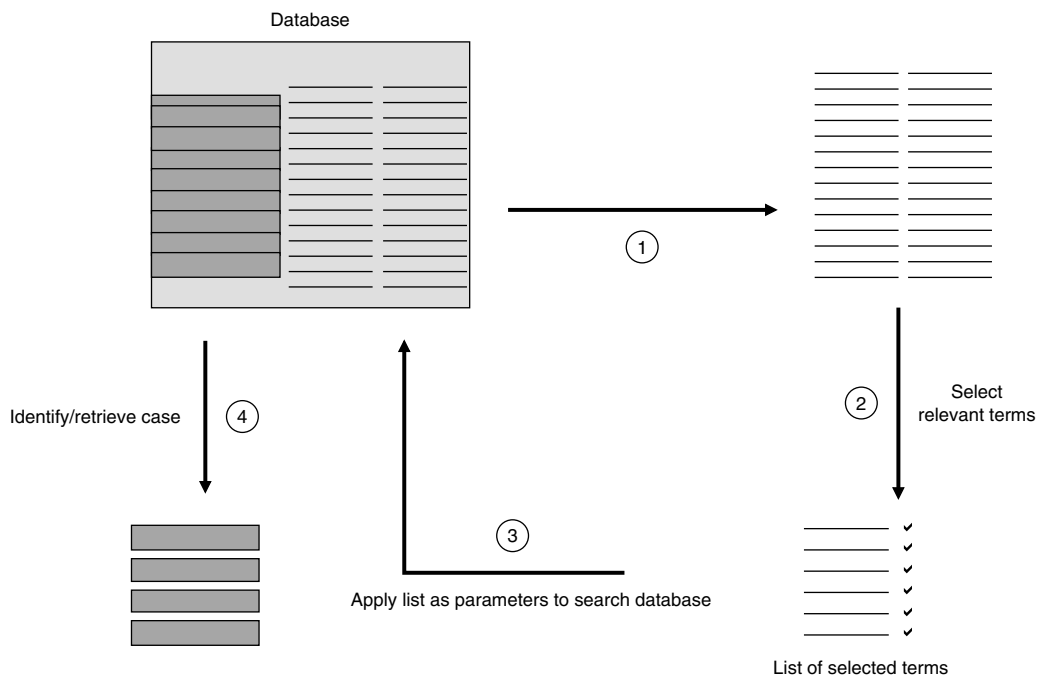 Database
1
2
Select
relevant terms
Identify/retrieve case
4
3
Apply list as parameters to search database
List of selected terms